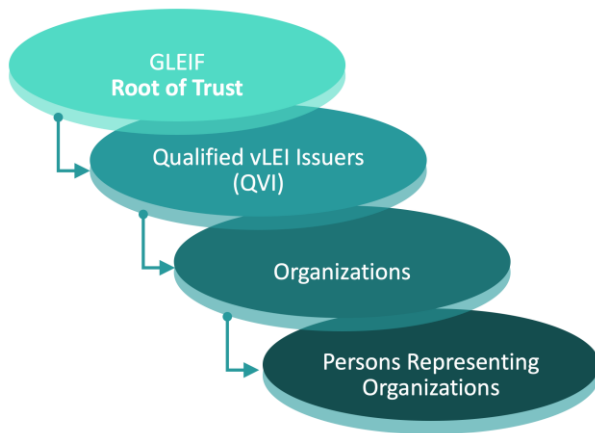 GLEIF
Root of Trust
Qualified vLEI Issuers
(QVI)
Organizations
Persons Representing
Organizations